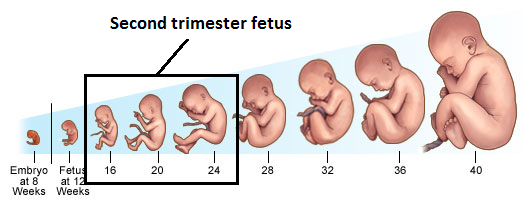 Second trimester fetus
Embryo
at 8
Weeks
Fetus
at 12
Weeks
16
20
24
28
32
36
40